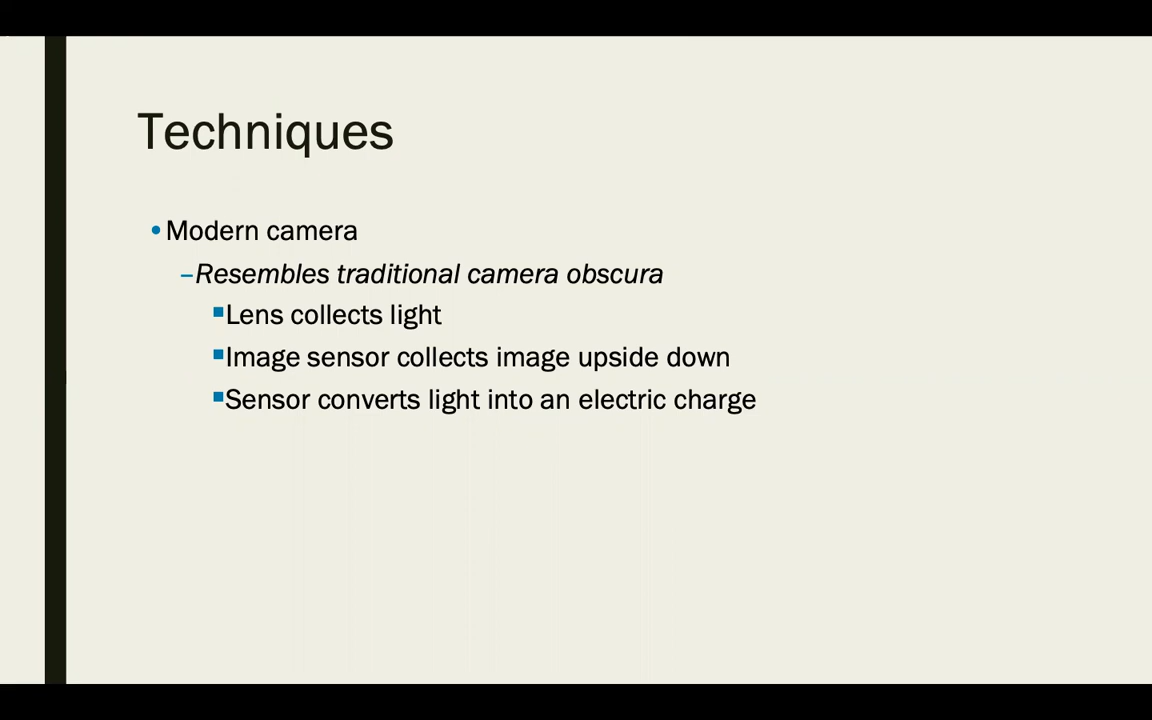 Techniques
•Modern camera
–Resembles traditional camera obscura
▪Lens collects light
▪Image sensor collects image upside down
▪Sensor converts light into an electric charge